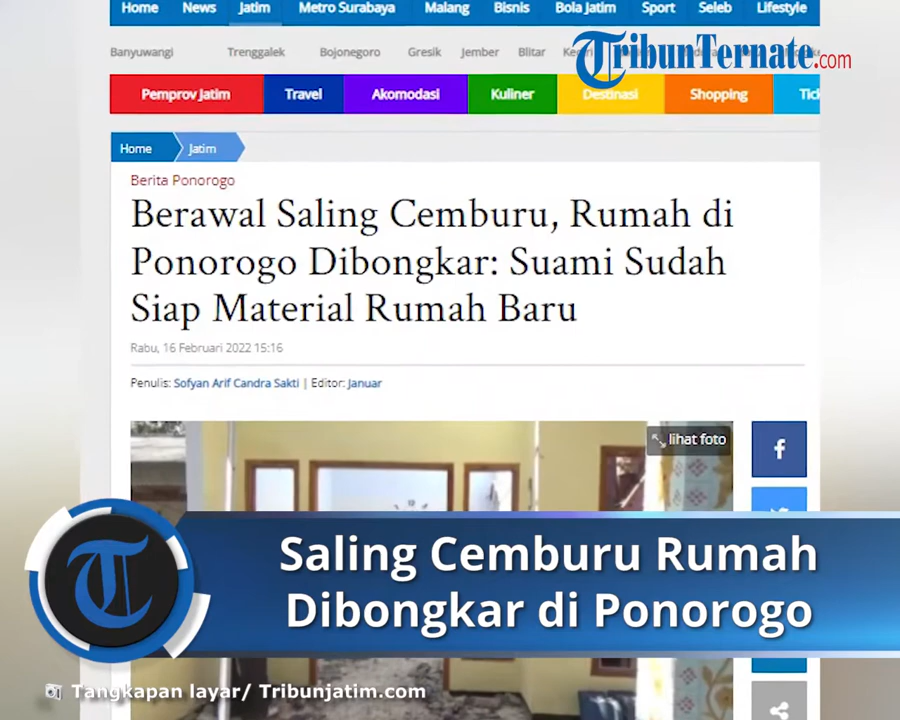 Home News Jatim Metro Surabaya Malang Bisnis Bola Jatim Sport Seleb Lifestyle
Banyuwangi Trenggalek Bojonegoro Gresik Jember Blitar
TribunTernate.com
Pemprov Jatim Travel Akomodasi Kuliner Destinasi Shopping
Home Jatim
Berita Ponorogo
Berawal Saling Cemburu, Rumah di
Ponorogo Dibongkar: Suami Sudah
Siap Material Rumah Baru
Rabu, 16 Februari 2022 15:16
Penulis: Sofyan Arif Candra Sakti | Editor: Januar
lihat foto
Saling Cemburu Rumah
Dibongkar di Ponorogo
Tangkapan layar/ Tribunjatim.com